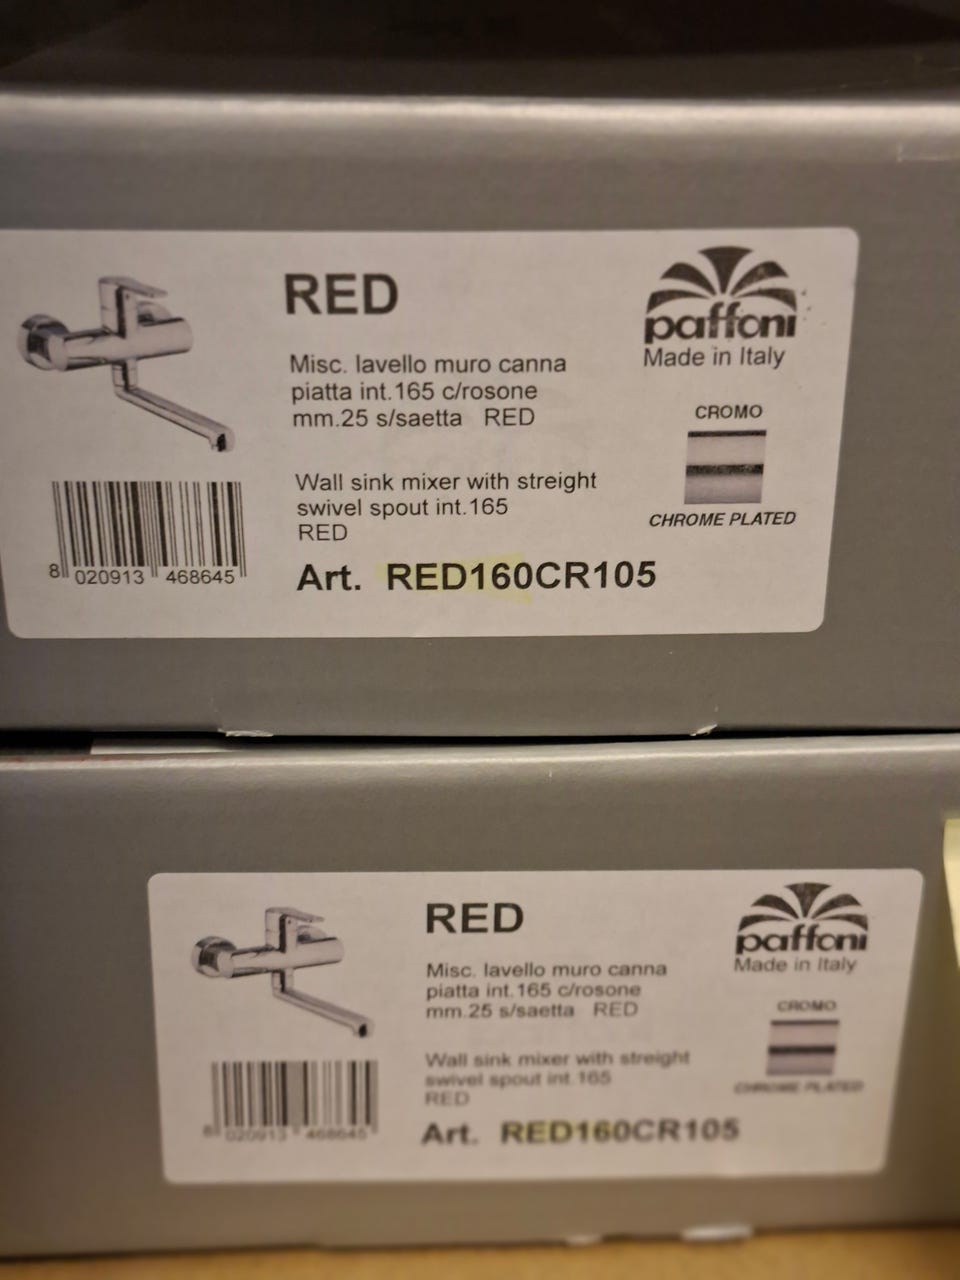 RED
paffoni
Made in Italy
Misc. lavello muro canna
piatta int.165 c/rosone
mm.25 s/saetta RED
CROMO
Wall sink mixer with streight
swivel spout int.165
RED
CHROME PLATED
8 020913 468645
Art. RED160CR105
RED
paffoni
Made in Italy
Misc. lavello muro canna
piatta int.165 c/rosone
mm.25 s/saetta RED
CROMO
Wall sink mixer with streight
swivel spout int.165
RED
CHROME PLATED
8 020913 468645
Art. RED160CR105